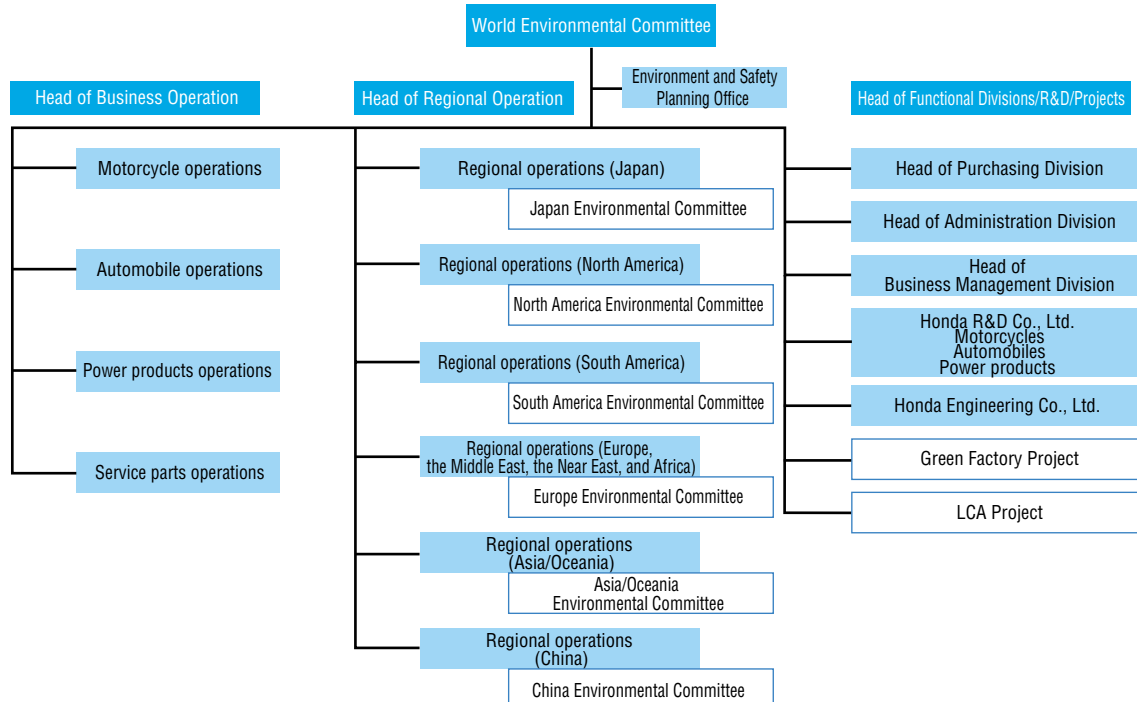 World Environmental Committee
Environment and Safety
Planning Office
Head of Business Operation
Motorcycle operations
Automobile operations
Power products operations
Service parts operations
Head of Regional Operation
Regional operations (Japan)
Japan Environmental Committee
Regional operations (North America)
North America Environmental Committee
Regional operations (South America)
South America Environmental Committee
Regional operations (Europe,
the Middle East, the Near East, and Africa)
Europe Environmental Committee
Regional operations
(Asia/Oceania)
Asia/Oceania
Environmental Committee
Regional operations
(China)
China Environmental Committee
Head of Functional Divisions/R&D/Projects
Head of Purchasing Division
Head of Administration Division
Head of
Business Management Division
Honda R&D Co., Ltd.
Motorcycles
Automobiles
Power products
Honda Engineering Co., Ltd.
Green Factory Project
LCA Project